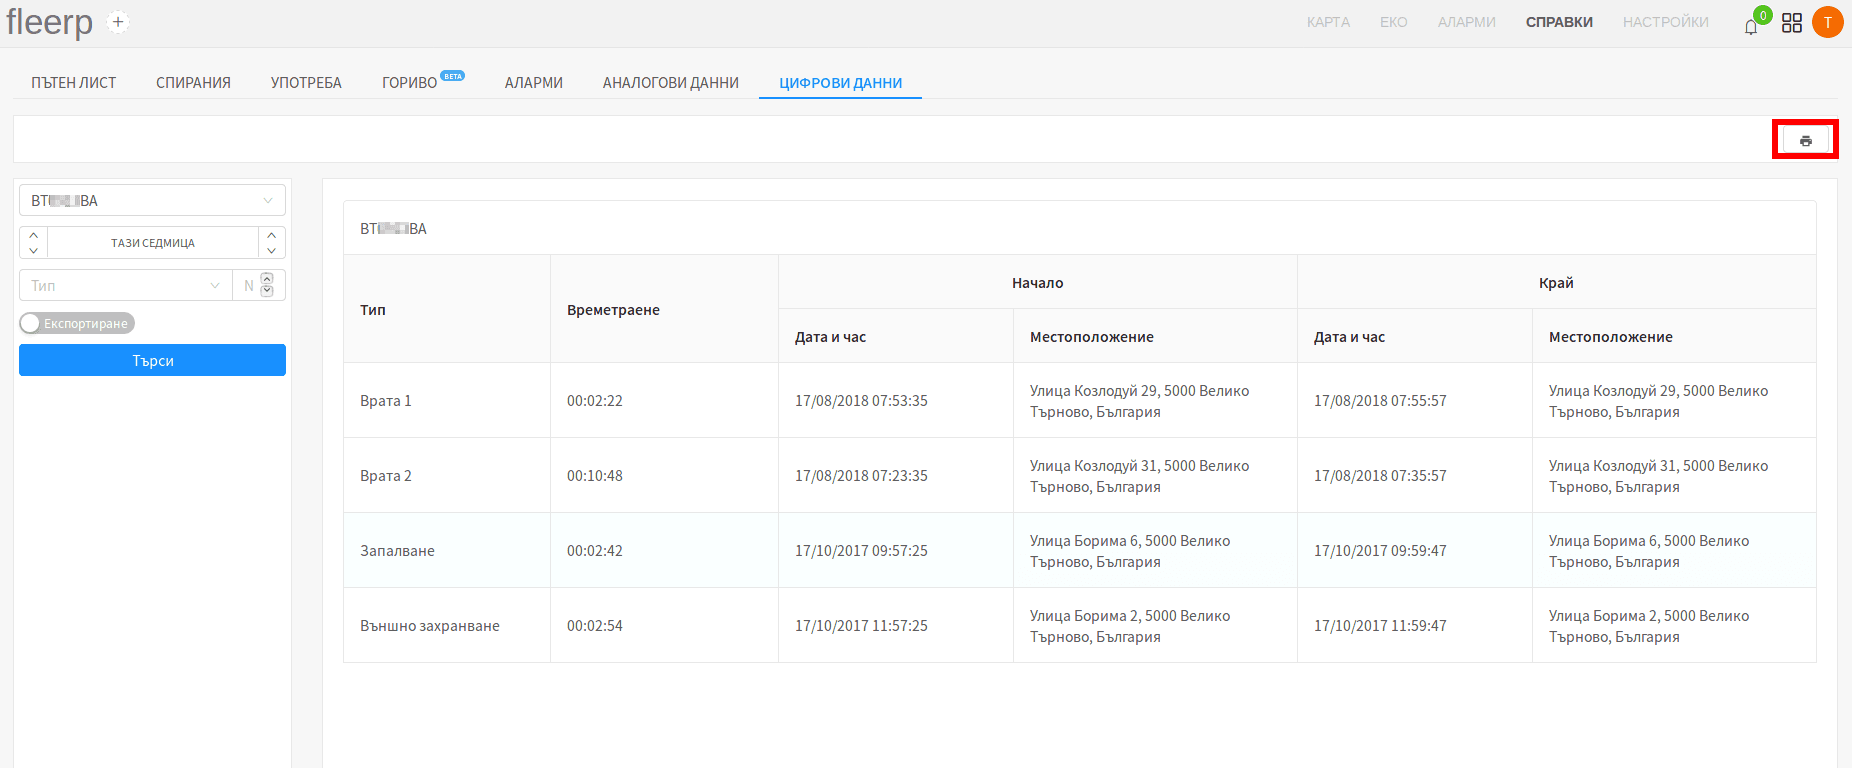 fleerp
+
КАРТА ЕКО АЛАРМИ СПРАВКИ НАСТРОЙКИ 0 T
ПЪТЕН ЛИСТ СПИРАНИЯ УПОТРЕБА ГОРИВО BETA АЛАРМИ АНАЛОГОВИ ДАННИ ЦИФРОВИ ДАННИ
ВТ ВА
ТАЗИ СЕДМИЦА
Тип N
Експортиране
Търси
ВТ ВА
Тип Времетраене Начало Край
Дата и час Местоположение Дата и час Местоположение
Врата 1 00:02:22 17/08/2018 07:53:35 Улица Козлодуй 29, 5000 Велико Търново, България 17/08/2018 07:55:57 Улица Козлодуй 29, 5000 Велико Търново, България
Врата 2 00:10:48 17/08/2018 07:23:35 Улица Козлодуй 31, 5000 Велико Търново, България 17/08/2018 07:35:57 Улица Козлодуй 31, 5000 Велико Търново, България
Запалване 00:02:42 17/10/2017 09:57:25 Улица Борима 6, 5000 Велико Търново, България 17/10/2017 09:59:47 Улица Борима 6, 5000 Велико Търново, България
Външно захранване 00:02:54 17/10/2017 11:57:25 Улица Борима 2, 5000 Велико Търново, България 17/10/2017 11:59:47 Улица Борима 2, 5000 Велико Търново, България